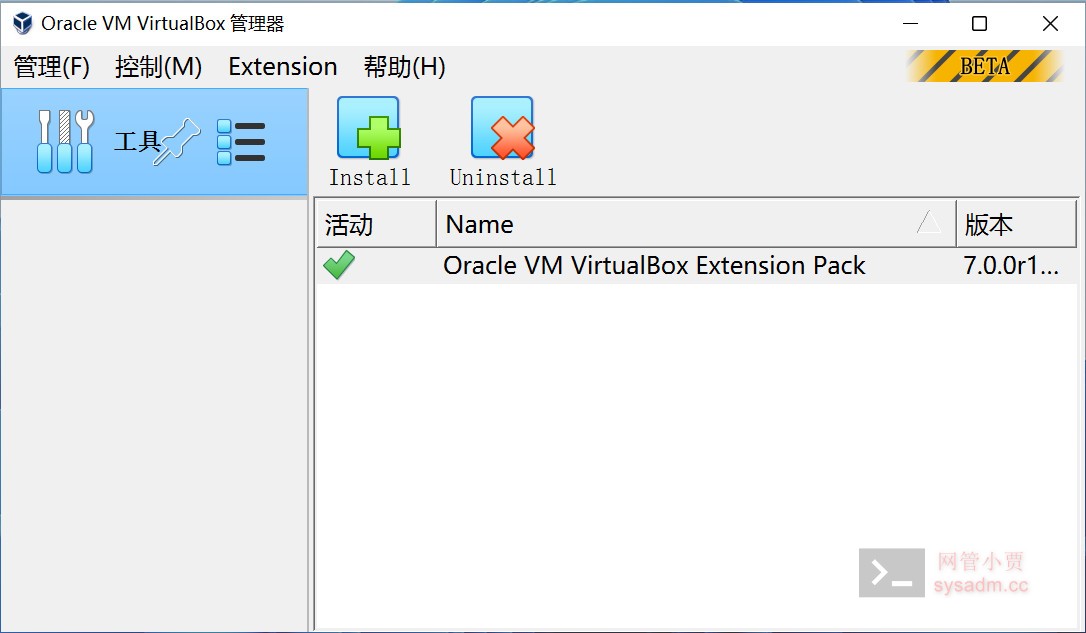 Oracle VM VirtualBox 管理器
管理(F) 控制(M) Extension 帮助(H)
BETA
工具
Install Uninstall
活动 Name 版本
Oracle VM VirtualBox Extension Pack 7.0.0r1...
网管小贾
sysadm.cc